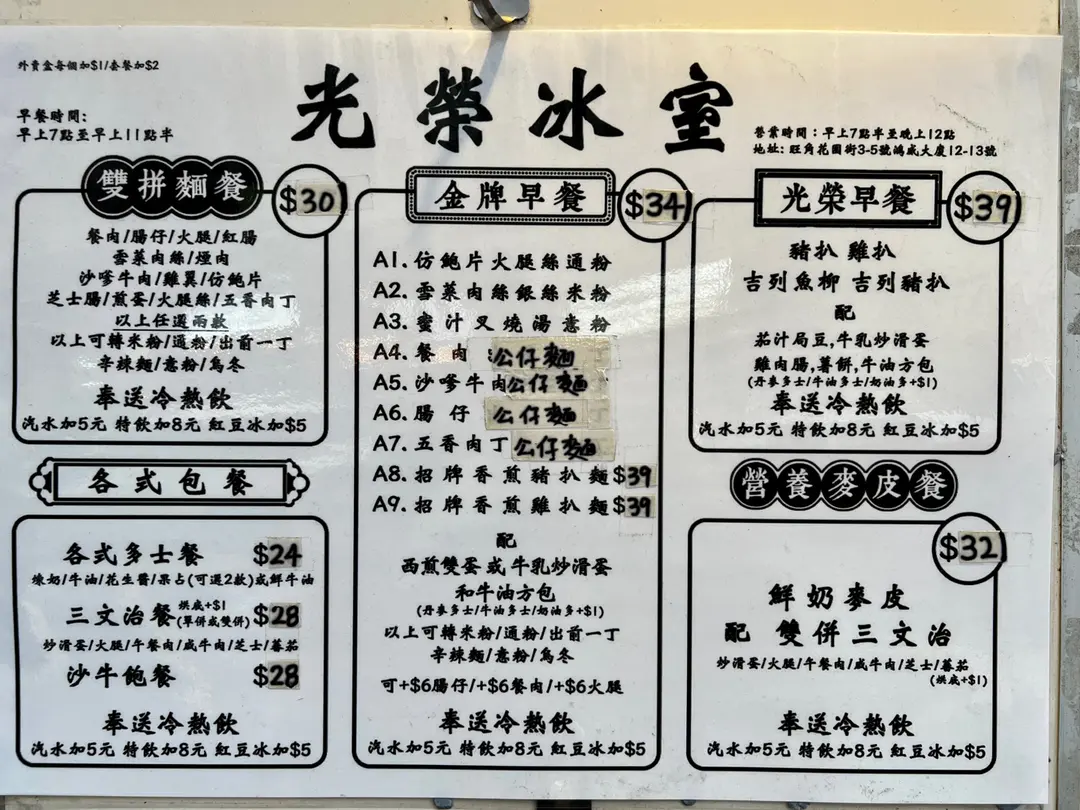 外賣盒每個加$1/套餐加$2
早餐時間:
早上7點至早上11點半
光榮冰室
營業時間：早上7點半至晚上12點
地址: 旺角花園街3-5號鴻威大廈12-13號
雙拼麵餐 $30
餐肉/腸仔/火腿/紅腸
雪菜肉絲/煙肉
沙嗲牛肉/雞翼/仿鮑片
芝士腸/煎蛋/火腿絲/五香肉丁
以上任選兩款
以上可轉米粉/通粉/出前一丁
辛辣麵/意粉/烏冬
奉送冷熱飲
汽水加5元 特飲加8元 紅豆冰加$5
各式包餐
各式多士餐 $24
煉奶/牛油/花生醬/果占(可選2款)或鮮牛油
三文治餐 烘底+$1 (單併或雙併) $28
炒滑蛋/火腿/午餐肉/咸牛肉/芝士/蕃茄
沙牛飽餐 $28
奉送冷熱飲
汽水加5元 特飲加8元 紅豆冰加$5
金牌早餐 $34
A1. 仿鮑片火腿絲通粉
A2. 雪菜肉絲銀絲米粉
A3. 蜜汁叉燒湯意粉
A4. 餐肉公仔麵
A5. 沙嗲牛肉公仔麵
A6. 腸仔公仔麵
A7. 五香肉丁公仔麵
A8. 招牌香煎豬扒麵 $39
A9. 招牌香煎雞扒麵 $39
配
西煎雙蛋或牛乳炒滑蛋
和牛油方包
(丹麥多士/牛油多士/奶油多+$1)
以上可轉米粉/通粉/出前一丁
辛辣麵/意粉/烏冬
可+$6腸仔/+$6餐肉/+$6火腿
奉送冷熱飲
汽水加5元 特飲加8元 紅豆冰加$5
光榮早餐 $39
豬扒 雞扒
吉列魚柳 吉列豬扒
配
茄汁局豆,牛乳炒滑蛋
雞肉腸,薯餅,牛油方包
(丹麥多士/牛油多士/奶油多+$1)
奉送冷熱飲
汽水加5元 特飲加8元 紅豆冰加$5
營養麥皮餐
$32
鮮奶麥皮
配 雙併三文治
炒滑蛋/火腿/午餐肉/咸牛肉/芝士/蕃茄
(烘底+$1)
奉送冷熱飲
汽水加5元 特飲加8元 紅豆冰加$5